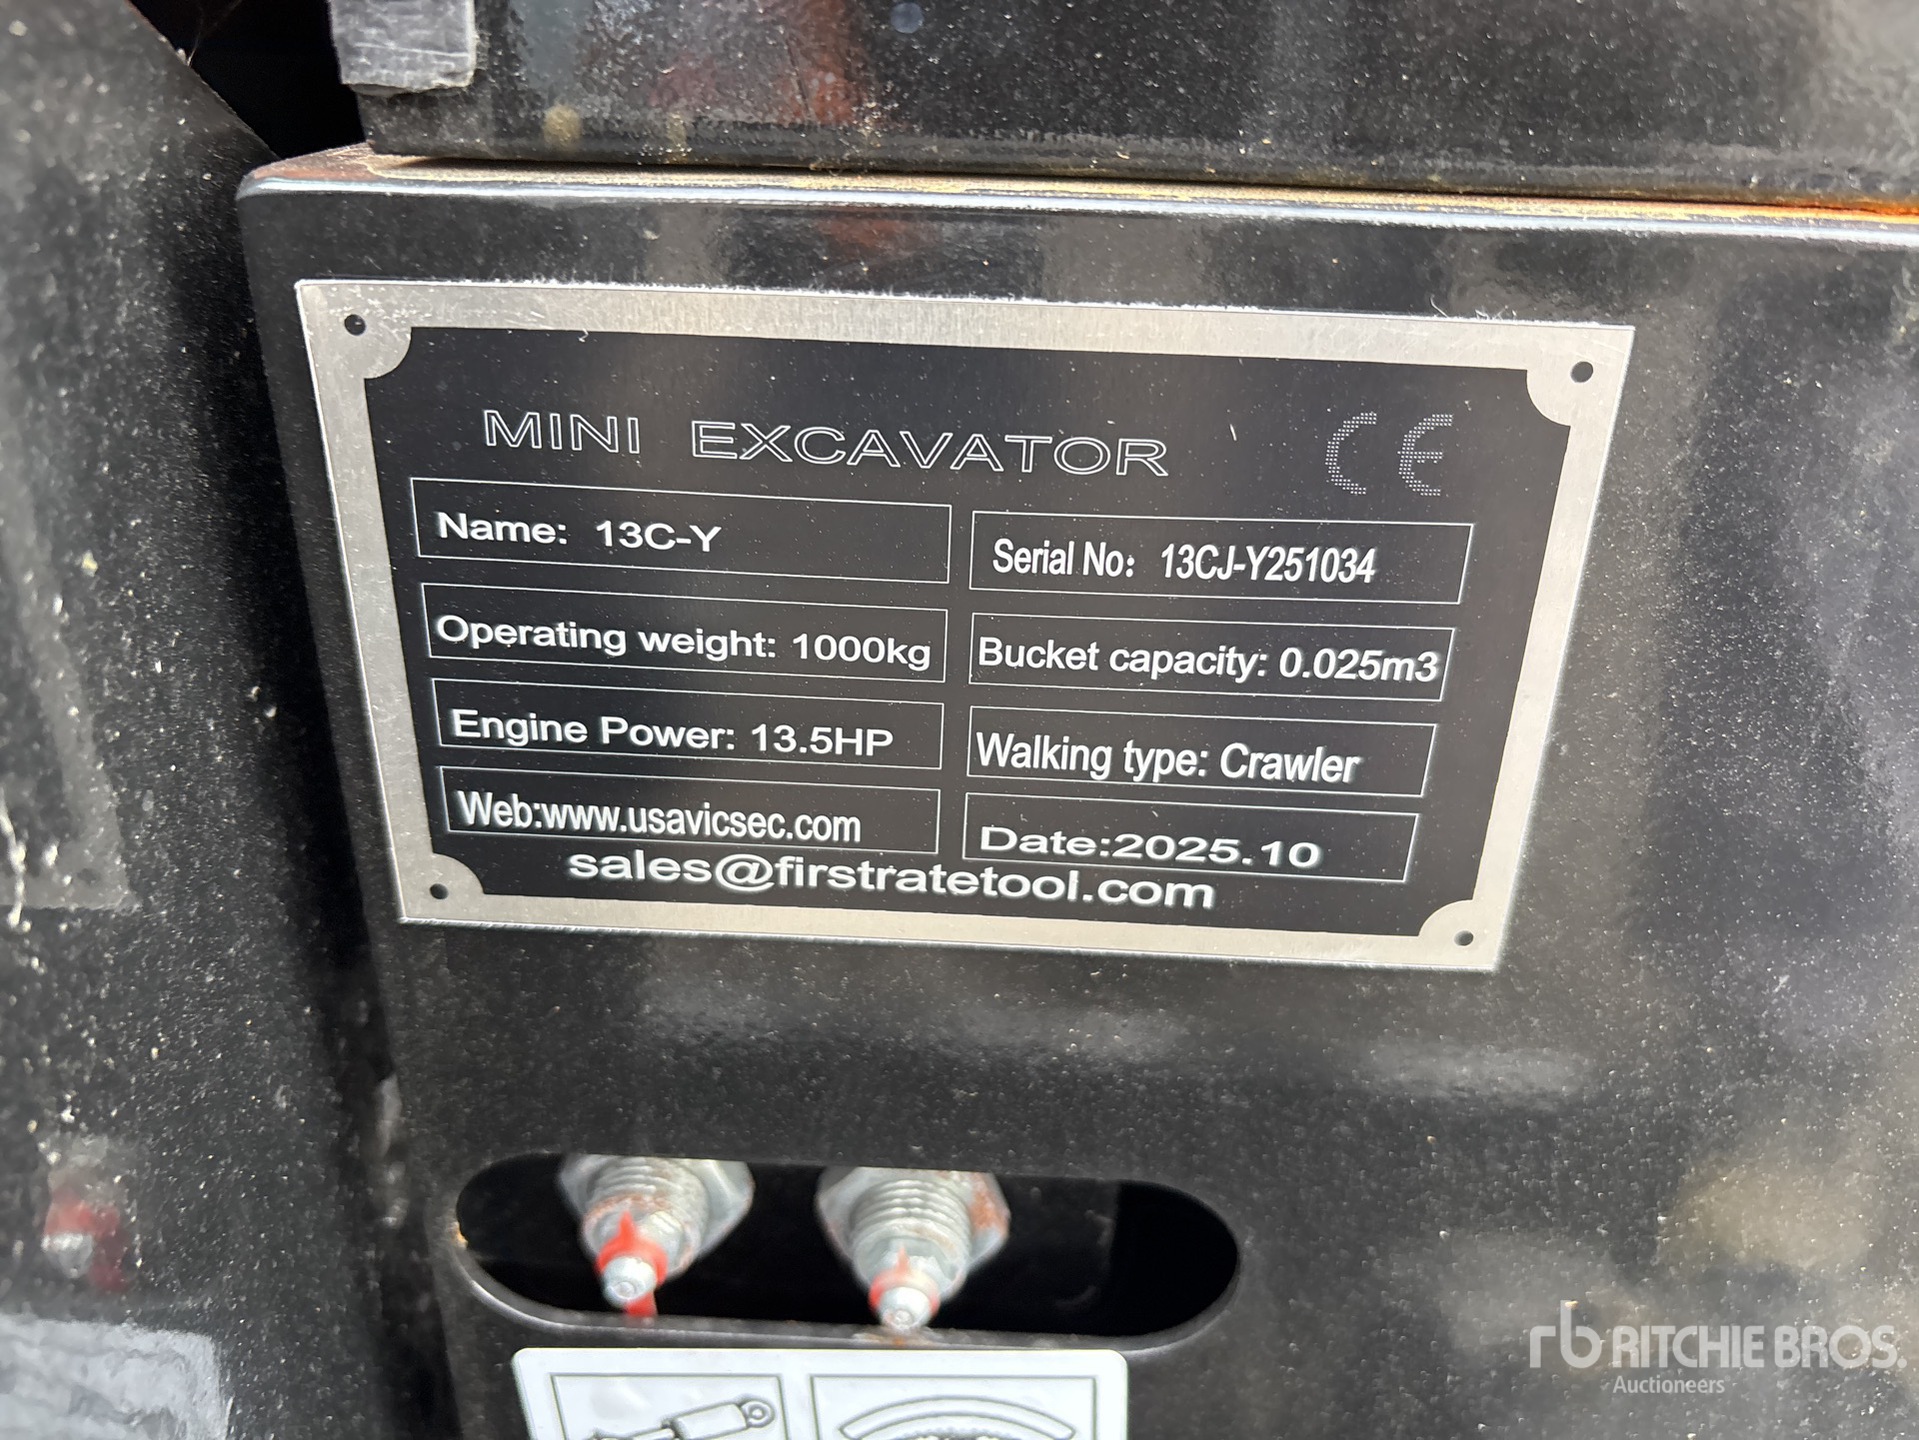 MINI EXCAVATOR CE
Name: 13C-Y
Serial No: 13CJ-Y251034
Operating weight: 1000kg
Bucket capacity: 0.025m3
Engine Power: 13.5HP
Walking type: Crawler
Web:www.usavicsec.com
Date:2025.10
sales@firstratetool.com
rb RITCHIE BROS.
Auctioneers